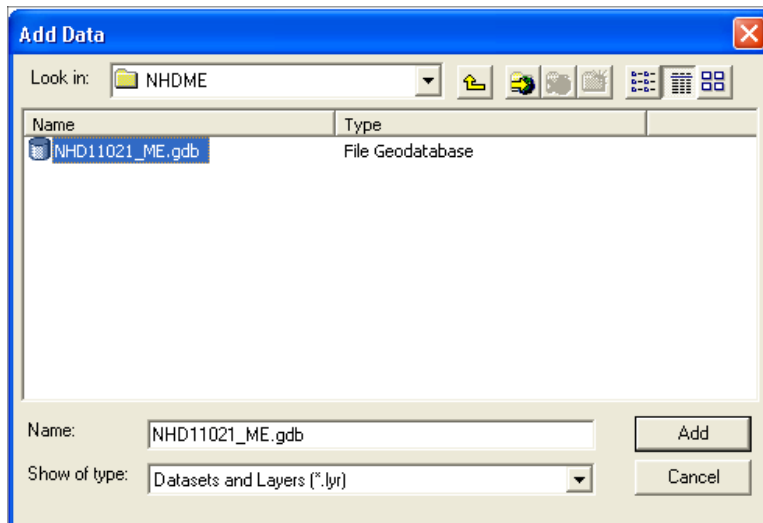 Add Data
Look in: NHDME
Name Type
NHD11021_ME.gdb File Geodatabase
Name: NHD11021_ME.gdb Add
Show of type: Datasets and Layers (*.lyr) Cancel